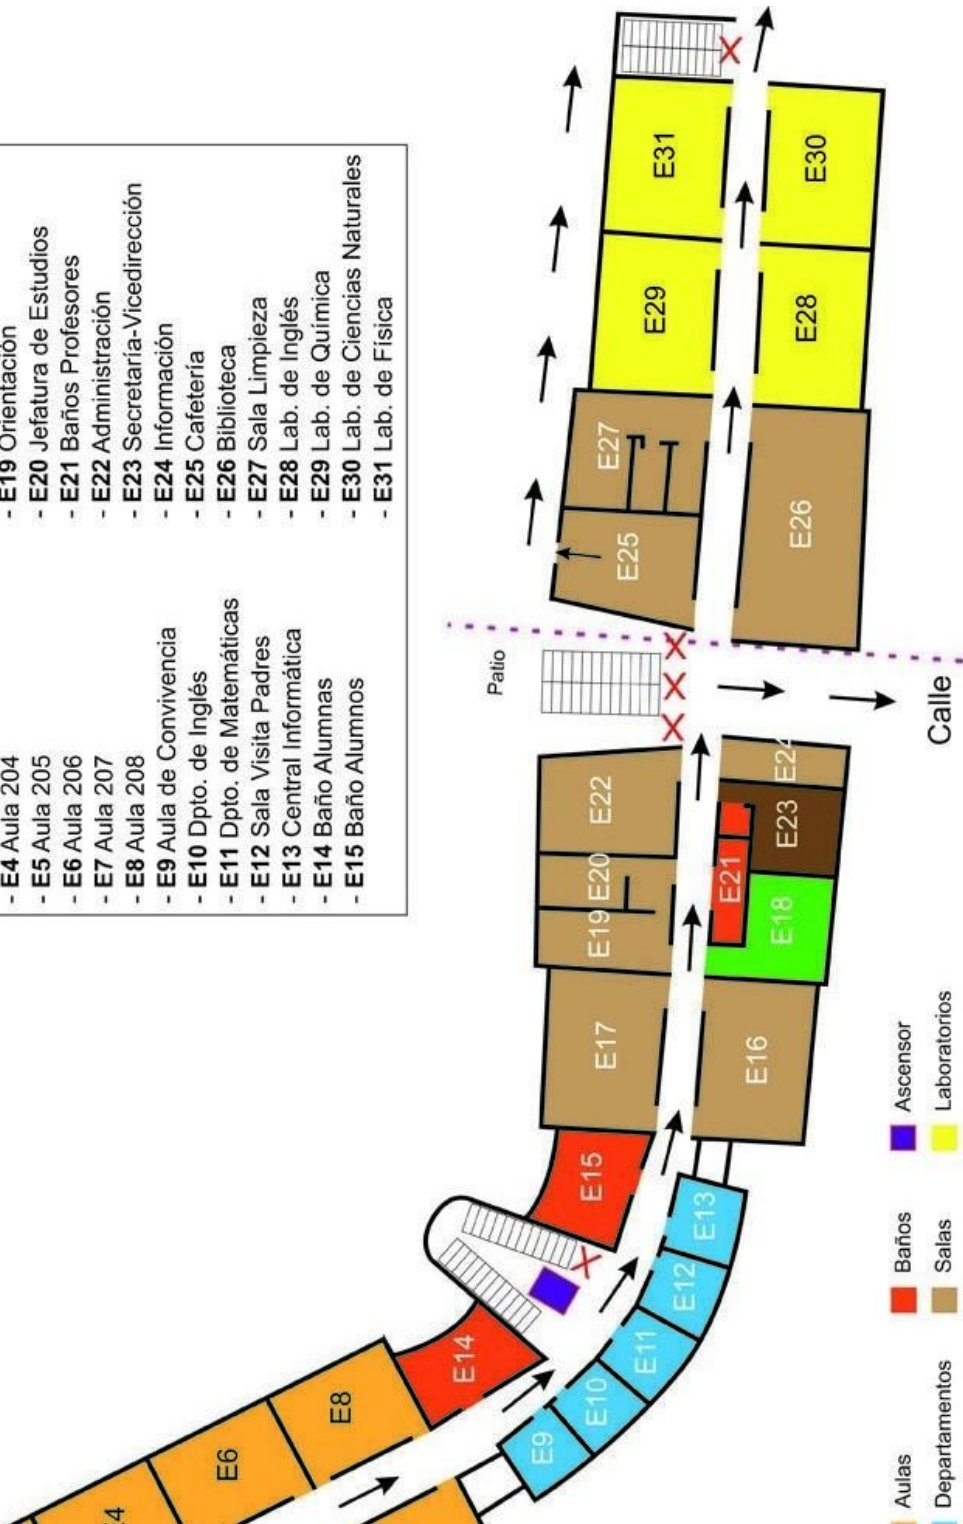 - E4 Aula 204
- E5 Aula 205
- E6 Aula 206
- E7 Aula 207
- E8 Aula 208
- E9 Aula de Convivencia
- E10 Dpto. de Inglés
- E11 Dpto. de Matemáticas
- E12 Sala Visita Padres
- E13 Central Informática
- E14 Baño Alumnas
- E15 Baño Alumnos
- E19 Orientación
- E20 Jefatura de Estudios
- E21 Baños Profesores
- E22 Administración
- E23 Secretaría-Vicedirección
- E24 Información
- E25 Cafetería
- E26 Biblioteca
- E27 Sala Limpieza
- E28 Lab. de Inglés
- E29 Lab. de Química
- E30 Lab. de Ciencias Naturales
- E31 Lab. de Física
E6
E8
E14
E9
E10
E11
E12
E13
E15
E17
E16
E19
E20
E22
E18
E21
E23
E24
Patio
Calle
E25
E27
E26
E29
E28
E31
E30
Aulas
Departamentos
Baños
Salas
Ascensor
Laboratorios